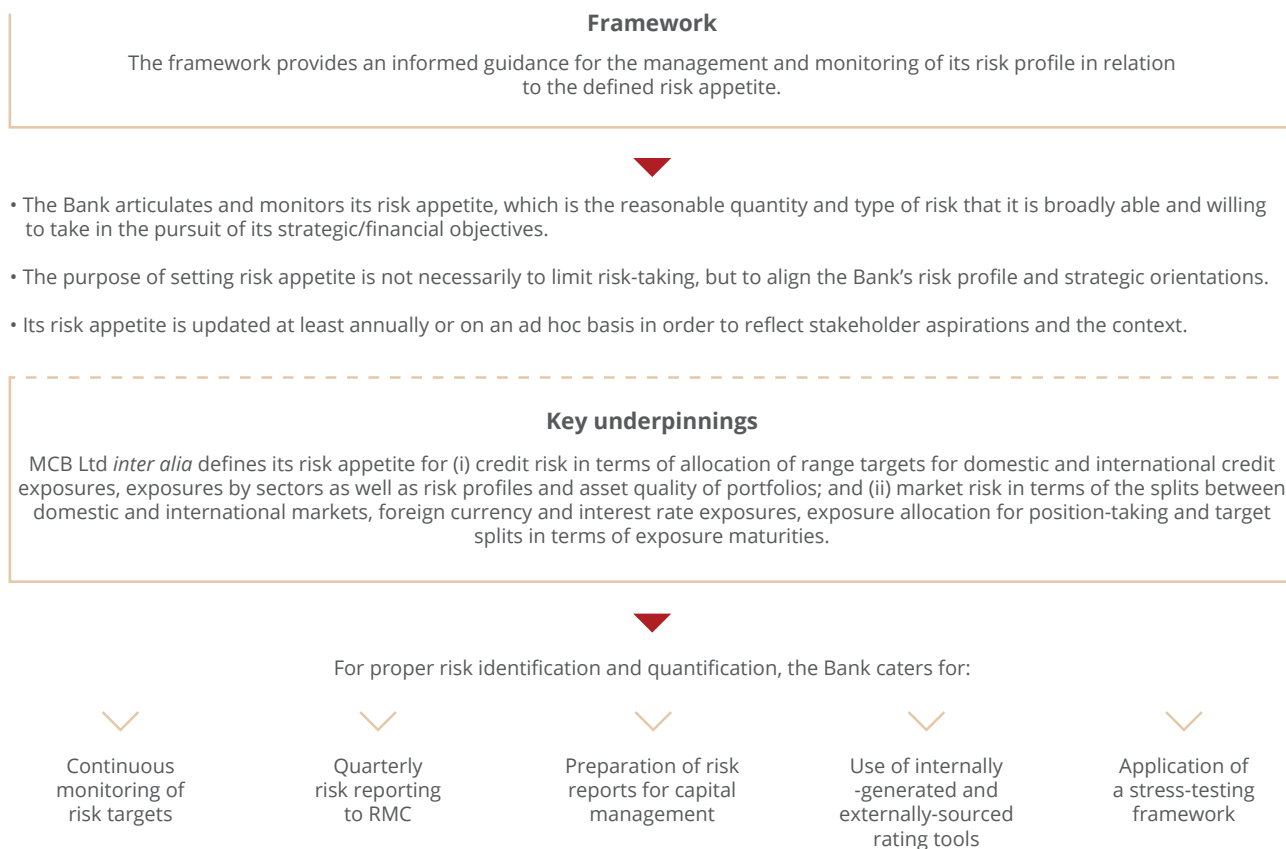 Framework
The framework provides an informed guidance for the management and monitoring of its risk profile in relation
to the defined risk appetite.
• The Bank articulates and monitors its risk appetite, which is the reasonable quantity and type of risk that it is broadly able and willing
to take in the pursuit of its strategic/financial objectives.
• The purpose of setting risk appetite is not necessarily to limit risk-taking, but to align the Bank’s risk profile and strategic orientations.
• Its risk appetite is updated at least annually or on an ad hoc basis in order to reflect stakeholder aspirations and the context.
Key underpinnings
MCB Ltd inter alia defines its risk appetite for (i) credit risk in terms of allocation of range targets for domestic and international credit
exposures, exposures by sectors as well as risk profiles and asset quality of portfolios; and (ii) market risk in terms of the splits between
domestic and international markets, foreign currency and interest rate exposures, exposure allocation for position-taking and target
splits in terms of exposure maturities.
For proper risk identification and quantification, the Bank caters for:
Continuous
monitoring of
risk targets
Quarterly
risk reporting
to RMC
Preparation of risk
reports for capital
management
Use of internally
-generated and
externally-sourced
rating tools
Application of
a stress-testing
framework